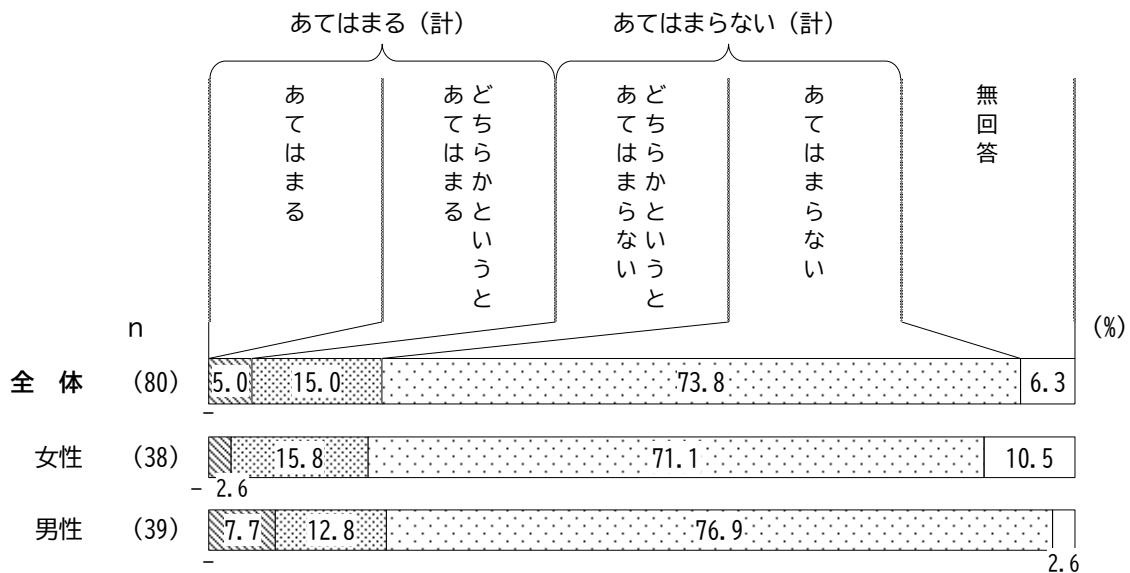 あてはまる（計）
あてはまらない（計）
あてはまる
どちらかというと
あてはまる
どちらかというと
あてはまらない
あてはまらない
無回答
n
(%)
全 体 (80) 5.0 15.0 73.8 6.3
－
女性 (38) 15.8 71.1 10.5
－ 2.6
男性 (39) 7.7 12.8 76.9
－ 2.6